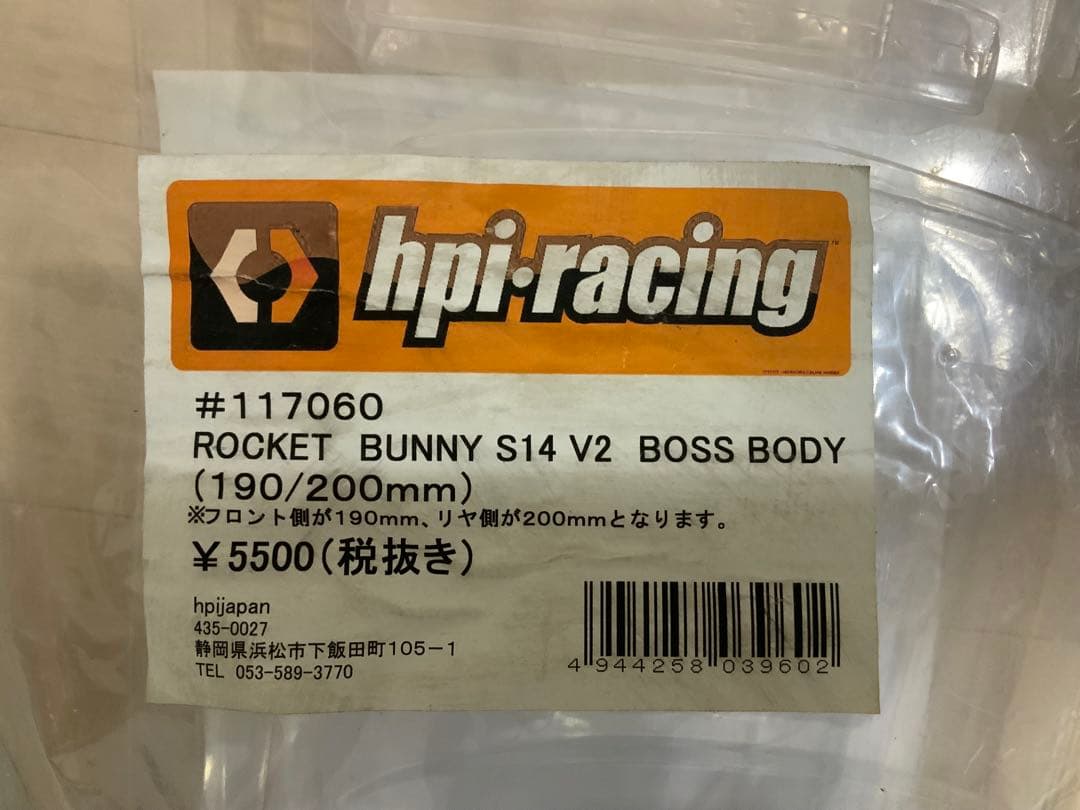 hpi·racing
#117060
ROCKET BUNNY S14 V2 BOSS BODY
(190/200mm)
※フロント側が190mm、リヤ側が200mmとなります。
¥5500(税抜き)
hpijapan
435-0027
静岡県浜松市下飯田町105-1
TEL 053-589-3770
4 944258 039602